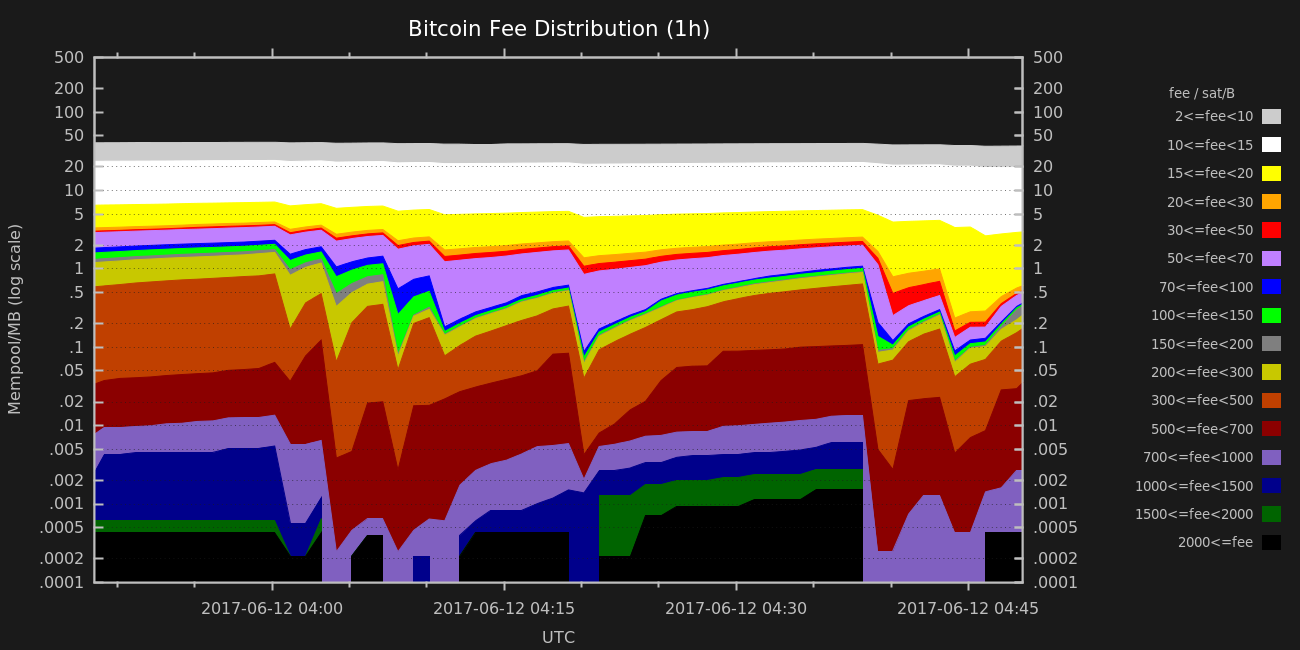 Bitcoin Fee Distribution (1h)
500 500
200 200
100 100
50 50
20 20
10 10
5 5
2 2
1 1
.5 .5
.2 .2
.1 .1
.05 .05
.02 .02
.01 .01
.005 .005
.002 .002
.001 .001
.0005 .0005
.0002 .0002
.0001 .0001
Mempool/MB (log scale)
2017-06-12 04:00 2017-06-12 04:15 2017-06-12 04:30 2017-06-12 04:45
UTC
fee / sat/B
2<=fee<10
10<=fee<15
15<=fee<20
20<=fee<30
30<=fee<50
50<=fee<70
70<=fee<100
100<=fee<150
150<=fee<200
200<=fee<300
300<=fee<500
500<=fee<700
700<=fee<1000
1000<=fee<1500
1500<=fee<2000
2000<=fee